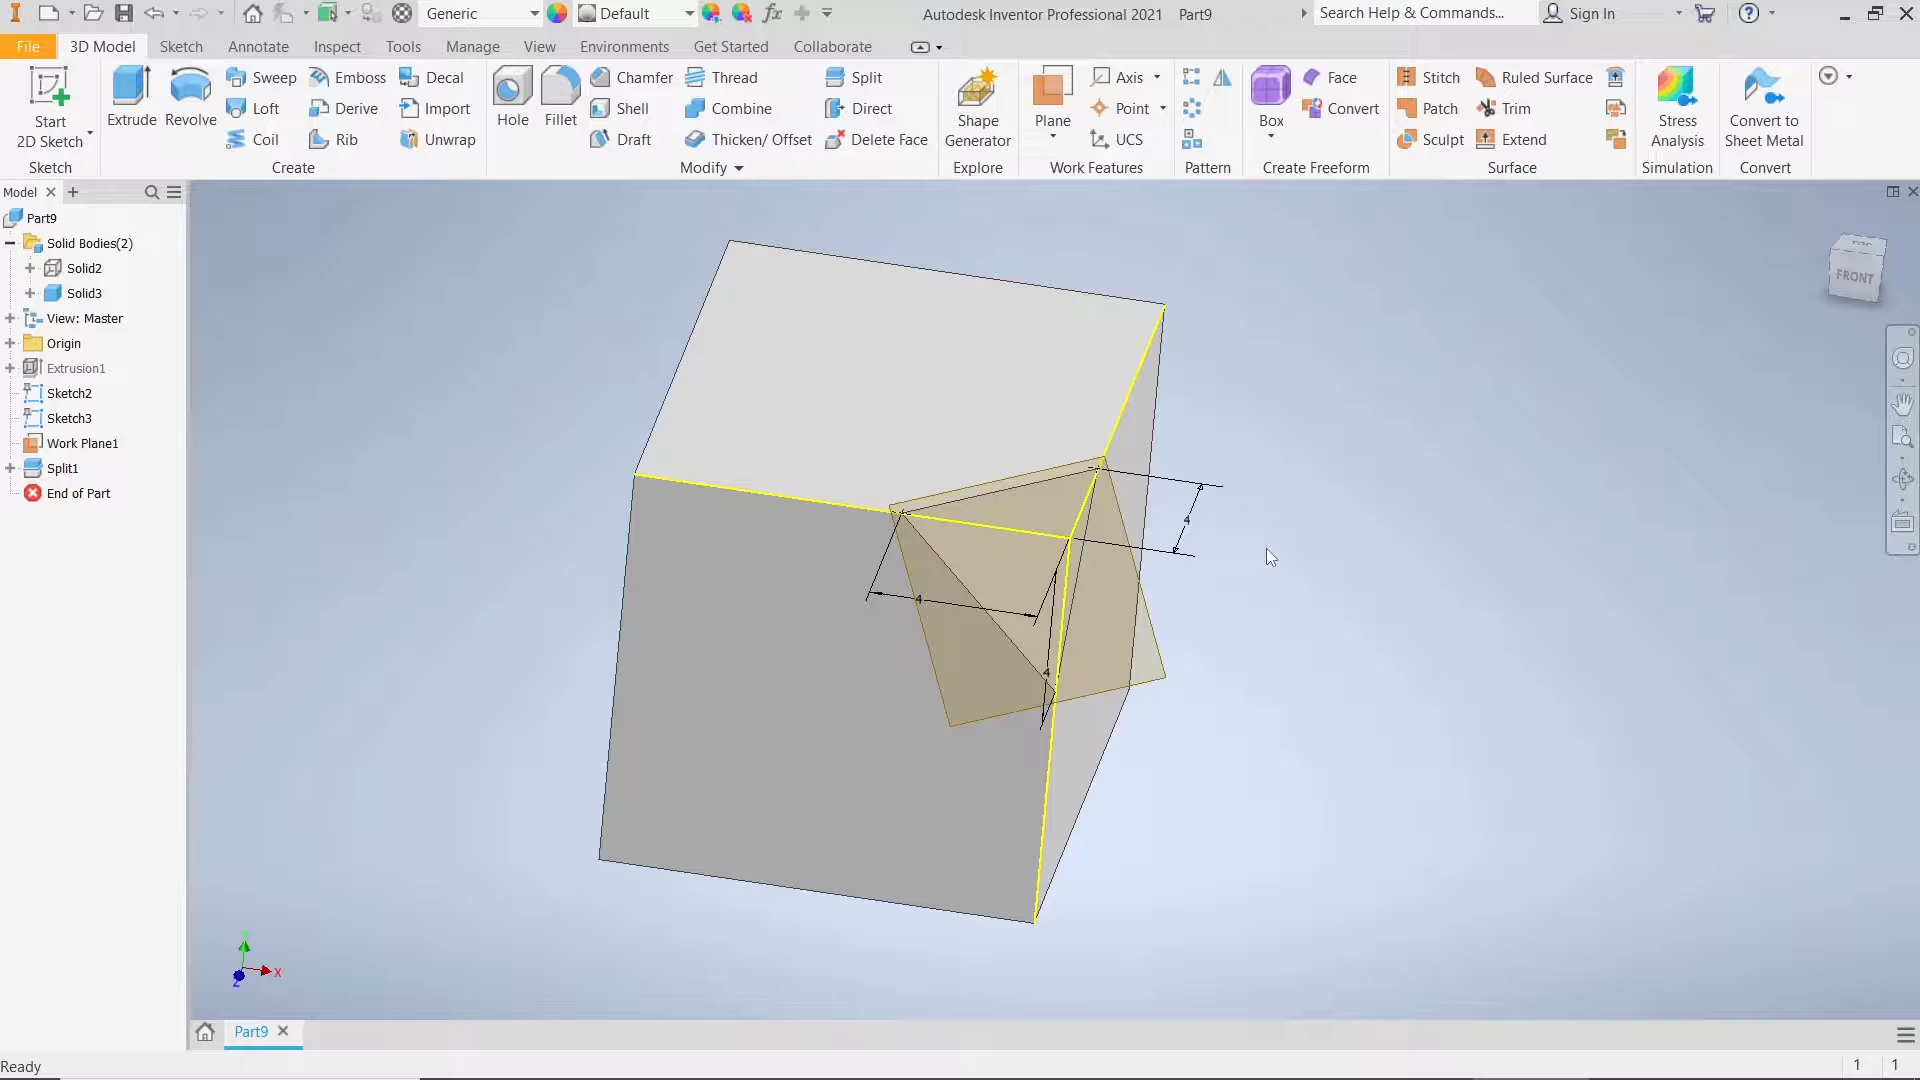 Generic
Default
Autodesk Inventor Professional 2021 Part9
Search Help & Commands...
Sign In
File
3D Model
Sketch
Annotate
Inspect
Tools
Manage
View
Environments
Get Started
Collaborate
Start
2D Sketch
Sketch
Extrude
Revolve
Sweep
Emboss
Decal
Loft
Derive
Import
Coil
Rib
Unwrap
Create
Hole
Fillet
Chamfer
Thread
Split
Shell
Combine
Direct
Draft
Thicken/ Offset
Delete Face
Modify
Shape
Generator
Explore
Plane
Axis
Point
UCS
Work Features
Pattern
Box
Face
Convert
Create Freeform
Stitch
Ruled Surface
Patch
Trim
Sculpt
Extend
Surface
Stress
Analysis
Simulation
Convert to
Sheet Metal
Convert
Model
Part9
Solid Bodies(2)
Solid2
Solid3
View: Master
Origin
Extrusion1
Sketch2
Sketch3
Work Plane1
Split1
End of Part
TOP
FRONT
4
4
4
X
Z
Part9
Ready
1 1